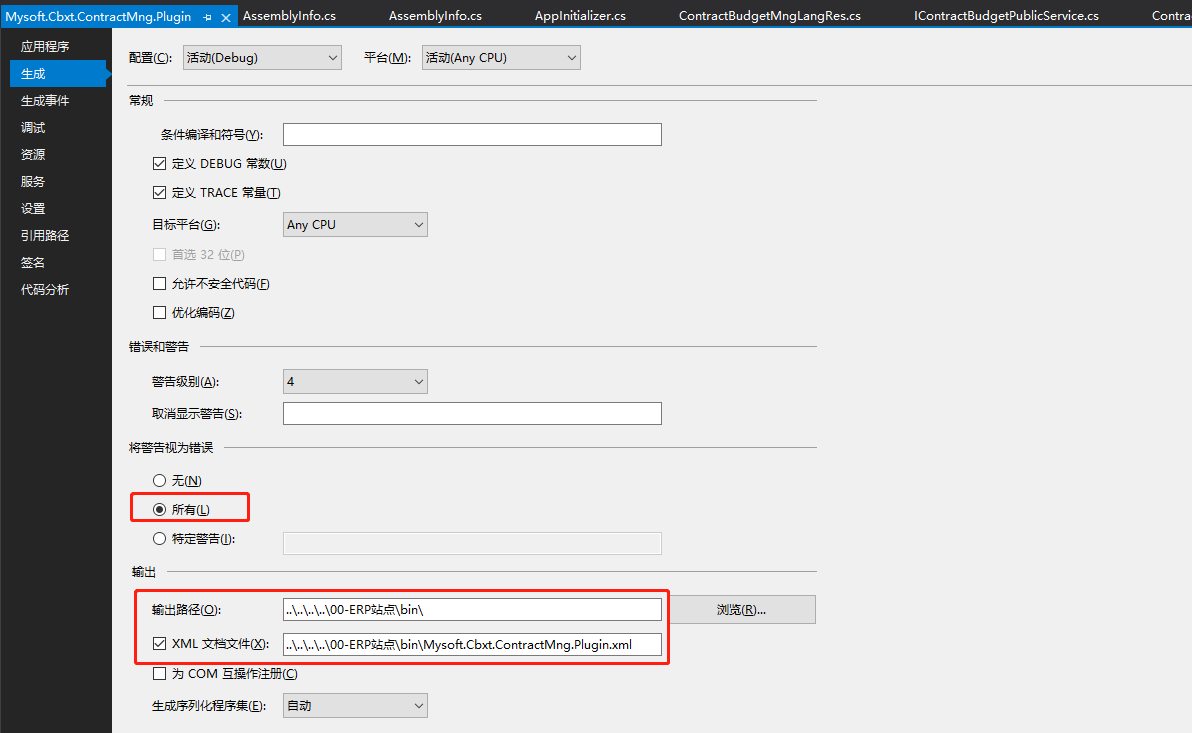 Mysoft.Cbxt.ContractMng.Plugin
AssemblyInfo.cs
AssemblyInfo.cs
AppInitializer.cs
ContractBudgetMngLangRes.cs
IContractBudgetPublicService.cs
Contrac
应用程序
生成
生成事件
调试
资源
服务
设置
引用路径
签名
代码分析
配置(C): 活动(Debug) 平台(M): 活动(Any CPU)
常规
条件编译和符号(Y):
定义 DEBUG 常数(U)
定义 TRACE 常量(T)
目标平台(G): Any CPU
首选 32 位(P)
允许不安全代码(F)
优化编码(Z)
错误和警告
警告级别(A): 4
取消显示警告(S):
将警告视为错误
无(N)
所有(L)
特定警告(I):
输出
输出路径(O): ..\..\..\..\00-ERP站点\bin\ 浏览(R)...
XML 文档文件(X): ..\..\..\..\00-ERP站点\bin\Mysoft.Cbxt.ContractMng.Plugin.xml
为 COM 互操作注册(C)
生成序列化程序集(E): 自动